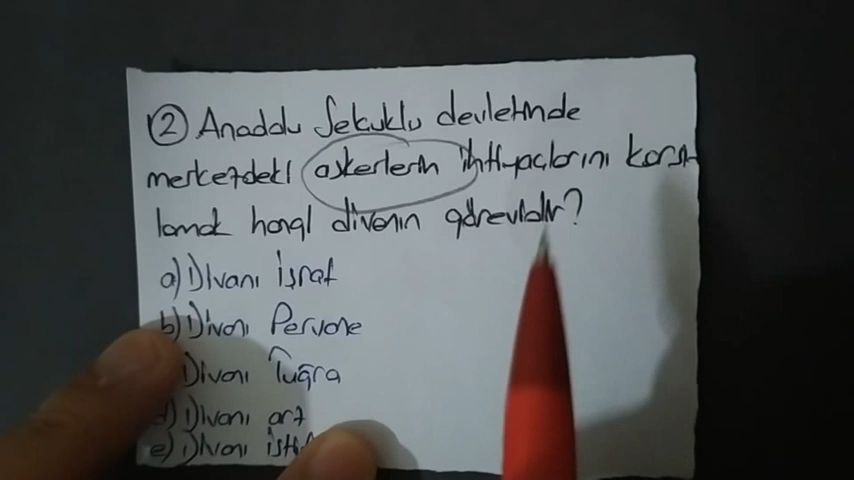 ② Anadolu Selçuklu devletinde
merkezdeki askerlerin ihtiyaçlarını karşı
lamak hangi divanın görevidir?
a) Divanı işraf
b) Divanı Pervane
Divanı Tuğra
d) Divanı arz
e) Divanı